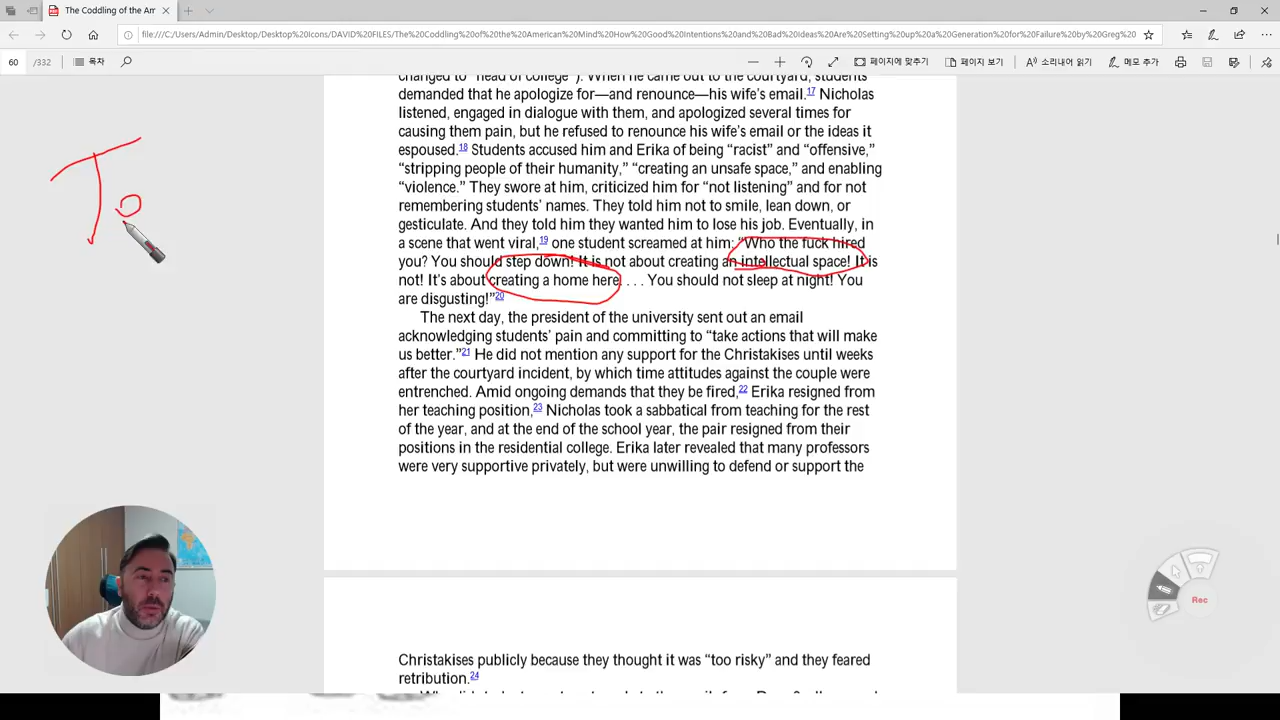 The Coddling of the Am
file:///C:/Users/Admin/Desktop/Desktop%20Icons/DAVID%20FILES/The%20Coddling%20of%20the%20American%20Mind%20How%20Good%20Intentions%20and%20Bad%20Ideas%20Are%20Setting%20up%20a%20Generation%20for%20Failure%20by%20Greg%20
60 /332 목차 페이지에 맞추기 페이지 보기 소리내어 읽기 메모 추가
changed to “head of college”). When he came out to the courtyard, students
demanded that he apologize for—and renounce—his wife’s email.17 Nicholas
listened, engaged in dialogue with them, and apologized several times for
causing them pain, but he refused to renounce his wife’s email or the ideas it
espoused.18 Students accused him and Erika of being “racist” and “offensive,”
“stripping people of their humanity,” “creating an unsafe space,” and enabling
“violence.” They swore at him, criticized him for “not listening” and for not
remembering students’ names. They told him not to smile, lean down, or
gesticulate. And they told him they wanted him to lose his job. Eventually, in
a scene that went viral,19 one student screamed at him: “Who the fuck hired
you? You should step down! It is not about creating an intellectual space! It is
not! It’s about creating a home here. . . . You should not sleep at night! You
are disgusting!”20
The next day, the president of the university sent out an email
acknowledging students’ pain and committing to “take actions that will make
us better.”21 He did not mention any support for the Christakises until weeks
after the courtyard incident, by which time attitudes against the couple were
entrenched. Amid ongoing demands that they be fired,22 Erika resigned from
her teaching position,23 Nicholas took a sabbatical from teaching for the rest
of the year, and at the end of the school year, the pair resigned from their
positions in the residential college. Erika later revealed that many professors
were very supportive privately, but were unwilling to defend or support the
To
Christakises publicly because they thought it was “too risky” and they feared
retribution.24
Rec